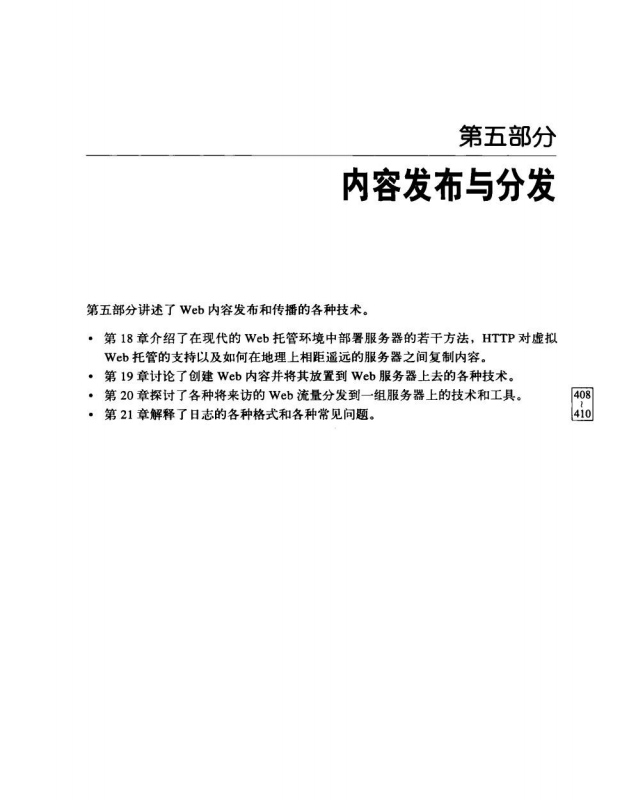 第五部分
内容发布与分发
第五部分讲述了 Web 内容发布和传播的各种技术。
• 第 18 章介绍了在现代的 Web 托管环境中部署服务器的若干方法，HTTP 对虚拟
Web 托管的支持以及如何在地理上相距遥远的服务器之间复制内容。
• 第 19 章讨论了创建 Web 内容并将其放置到 Web 服务器上去的各种技术。
• 第 20 章探讨了各种将来访的 Web 流量分发到一组服务器上的技术和工具。
408
~
410
• 第 21 章解释了日志的各种格式和各种常见问题。